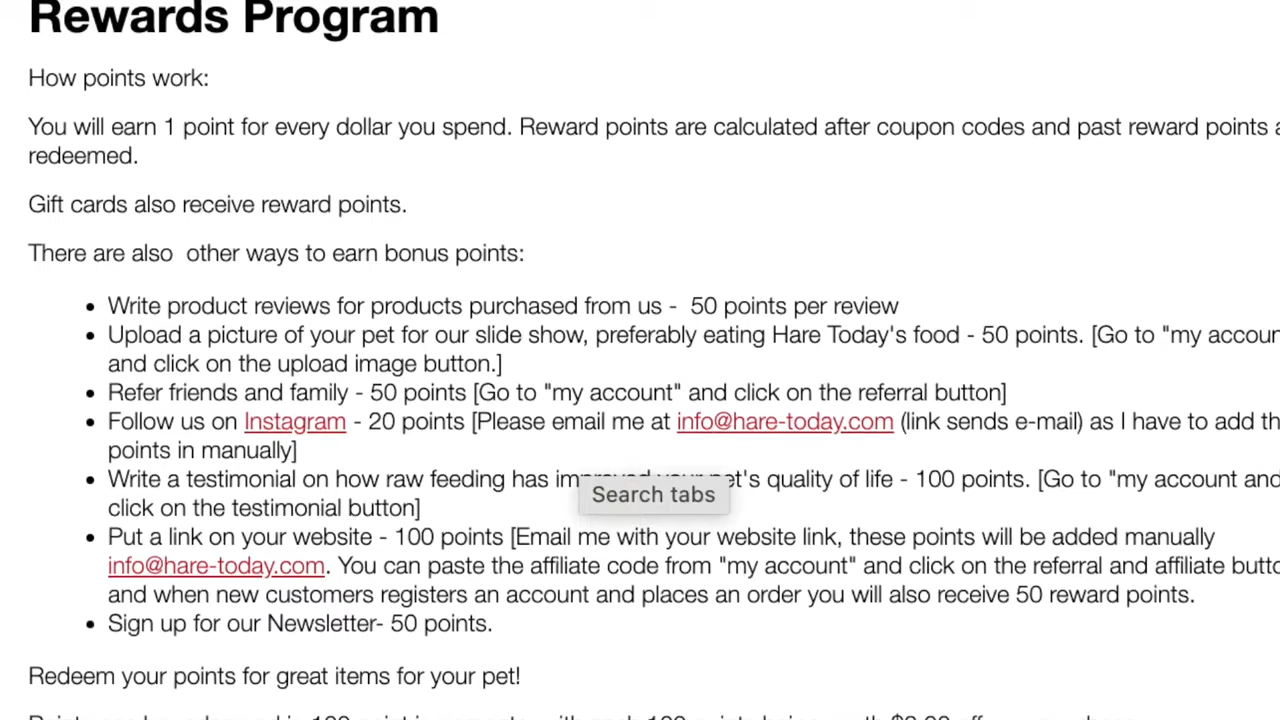 Rewards Program
How points work:
You will earn 1 point for every dollar you spend. Reward points are calculated after coupon codes and past reward points
redeemed.
Gift cards also receive reward points.
There are also  other ways to earn bonus points:
• Write product reviews for products purchased from us -  50 points per review
• Upload a picture of your pet for our slide show, preferably eating Hare Today's food - 50 points. [Go to "my accoun
and click on the upload image button.]
• Refer friends and family - 50 points [Go to "my account" and click on the referral button]
• Follow us on Instagram - 20 points [Please email me at info@hare-today.com (link sends e-mail) as I have to add th
points in manually]
• Write a testimonial on how raw feeding has improved your pet's quality of life - 100 points. [Go to "my account and
Search tabs
click on the testimonial button]
• Put a link on your website - 100 points [Email me with your website link, these points will be added manually
info@hare-today.com. You can paste the affiliate code from "my account" and click on the referral and affiliate butto
and when new customers registers an account and places an order you will also receive 50 reward points.
• Sign up for our Newsletter- 50 points.
Redeem your points for great items for your pet!